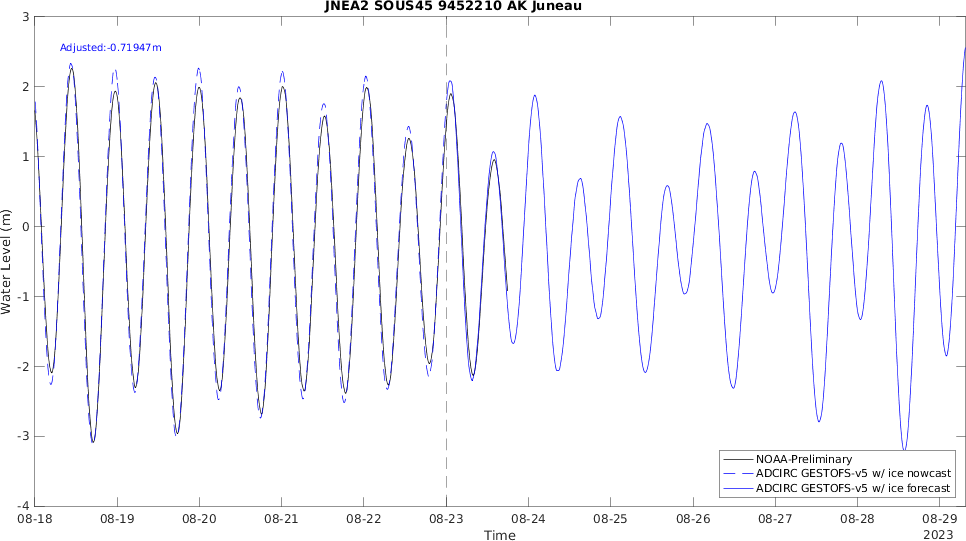 JNEA2 SOUS45 9452210 AK Juneau
Adjusted:-0.71947m
3
2
1
0
-1
-2
-3
-4
Water Level (m)
NOAA-Preliminary
ADCIRC GESTOFS-v5 w/ ice nowcast
ADCIRC GESTOFS-v5 w/ ice forecast
08-18 08-19 08-20 08-21 08-22 08-23 08-24 08-25 08-26 08-27 08-28 08-29
Time 2023